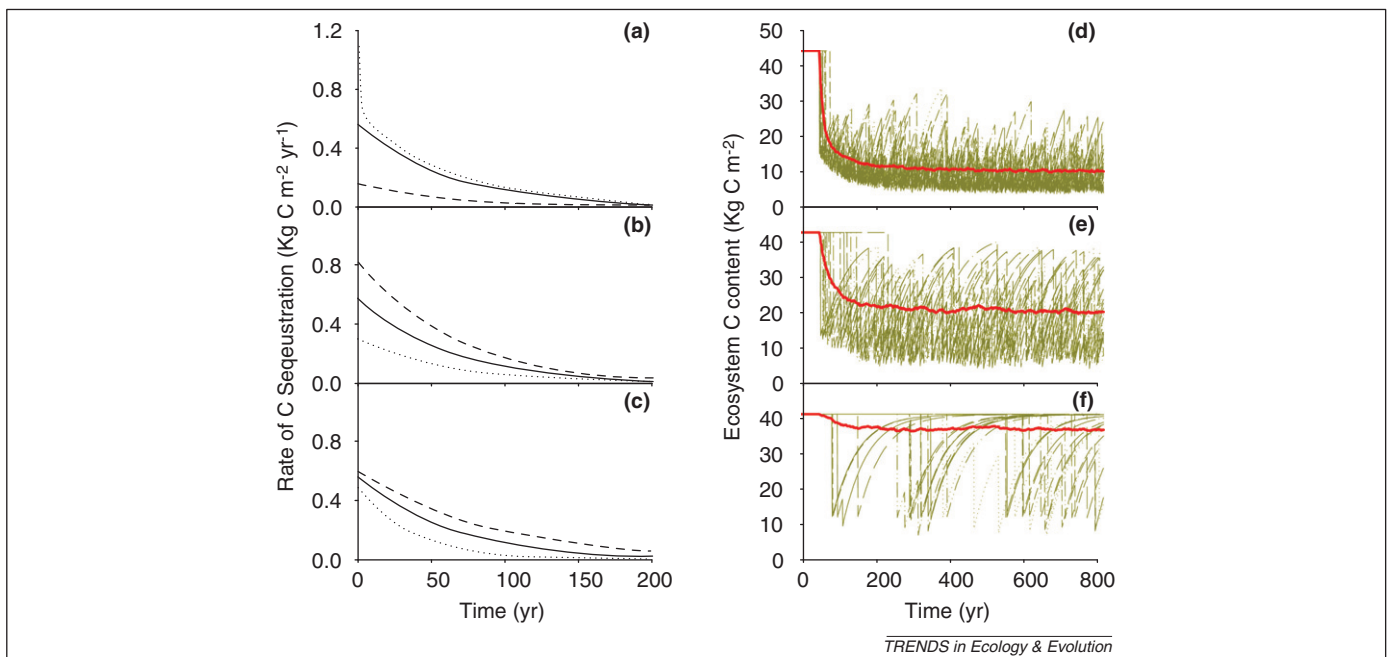 (a)
1.2
0.8
0.4
0.0
(b)
0.8
0.4
0.0
(c)
0.8
0.4
0.0
0 50 100 150 200
Time (yr)
Rate of C Seqeustration (Kg C m-2 yr-1)
(d)
50
40
30
20
10
0
(e)
40
30
20
10
0
(f)
40
30
20
10
0
0 200 400 600 800
Time (yr)
Ecosystem C content (Kg C m-2)
TRENDS in Ecology & Evolution